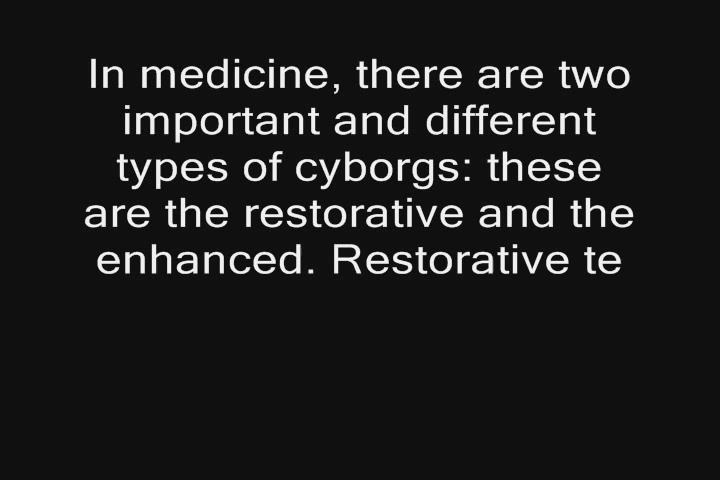 In medicine, there are two
important and different
types of cyborgs: these
are the restorative and the
enhanced. Restorative te